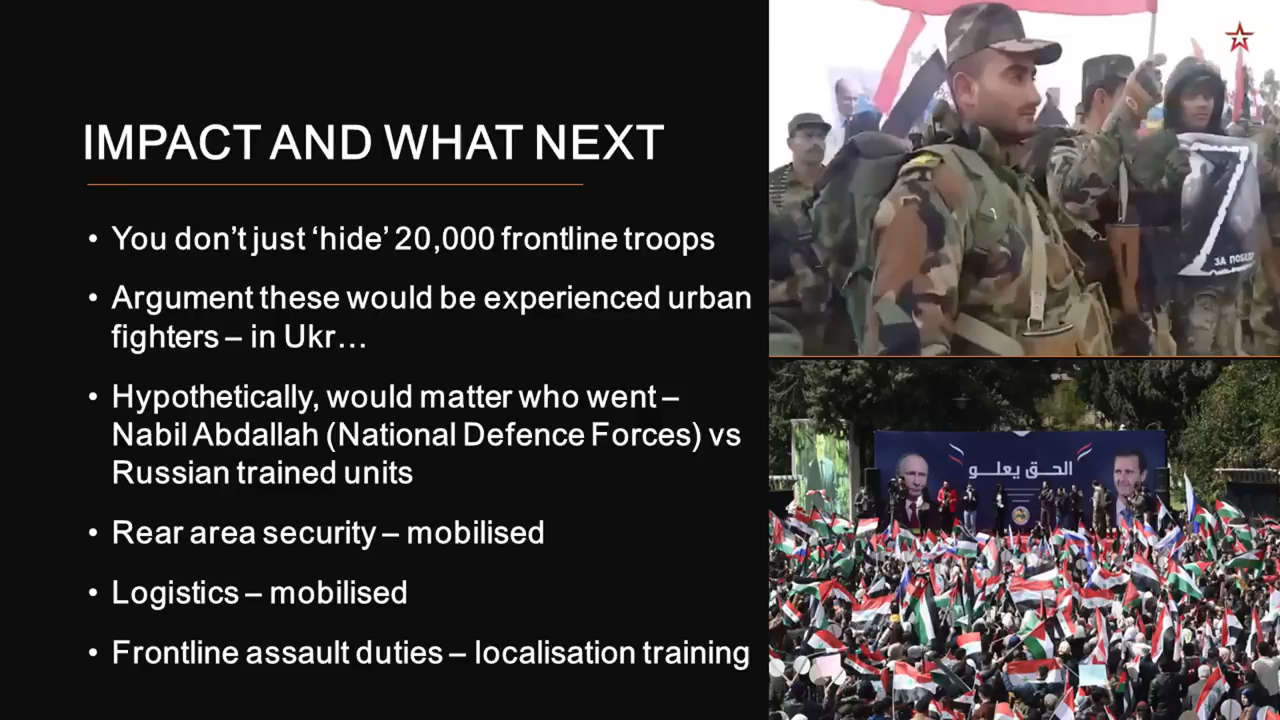 IMPACT AND WHAT NEXT
• You don’t just ‘hide’ 20,000 frontline troops
• Argument these would be experienced urban
fighters – in Ukr…
• Hypothetically, would matter who went –
Nabil Abdallah (National Defence Forces) vs
Russian trained units
• Rear area security – mobilised
• Logistics – mobilised
• Frontline assault duties – localisation training
Z
ЗА ПОБЕДУ
الحق يعلو